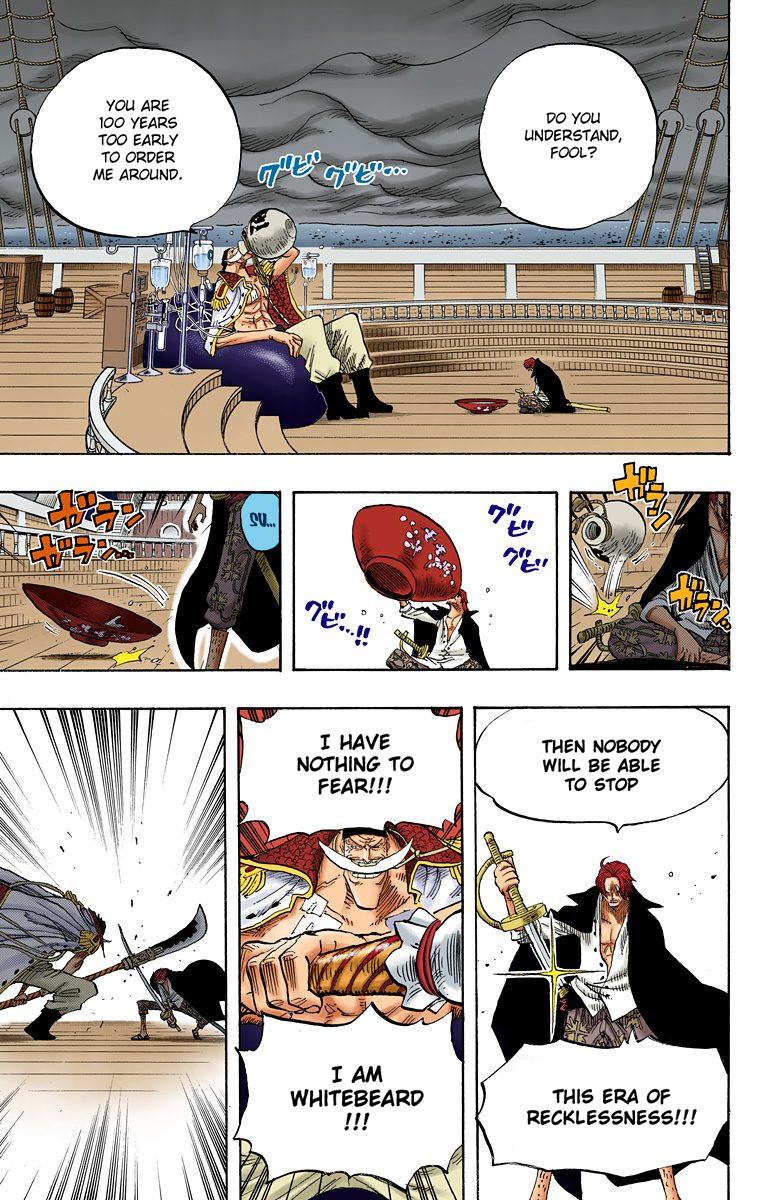 DO YOU
UNDERSTAND,
FOOL?
YOU ARE
100 YEARS
TOO EARLY
TO ORDER
ME AROUND.
グビ
グビ…
ガラン
ガランッ…
グビ
グビ
グビ…!!
ガラン
ガラン…
THEN NOBODY
WILL BE ABLE
TO STOP
THIS ERA OF
RECKLESSNESS!!!
I HAVE
NOTHING TO
FEAR!!!
I AM
WHITEBEARD
!!!